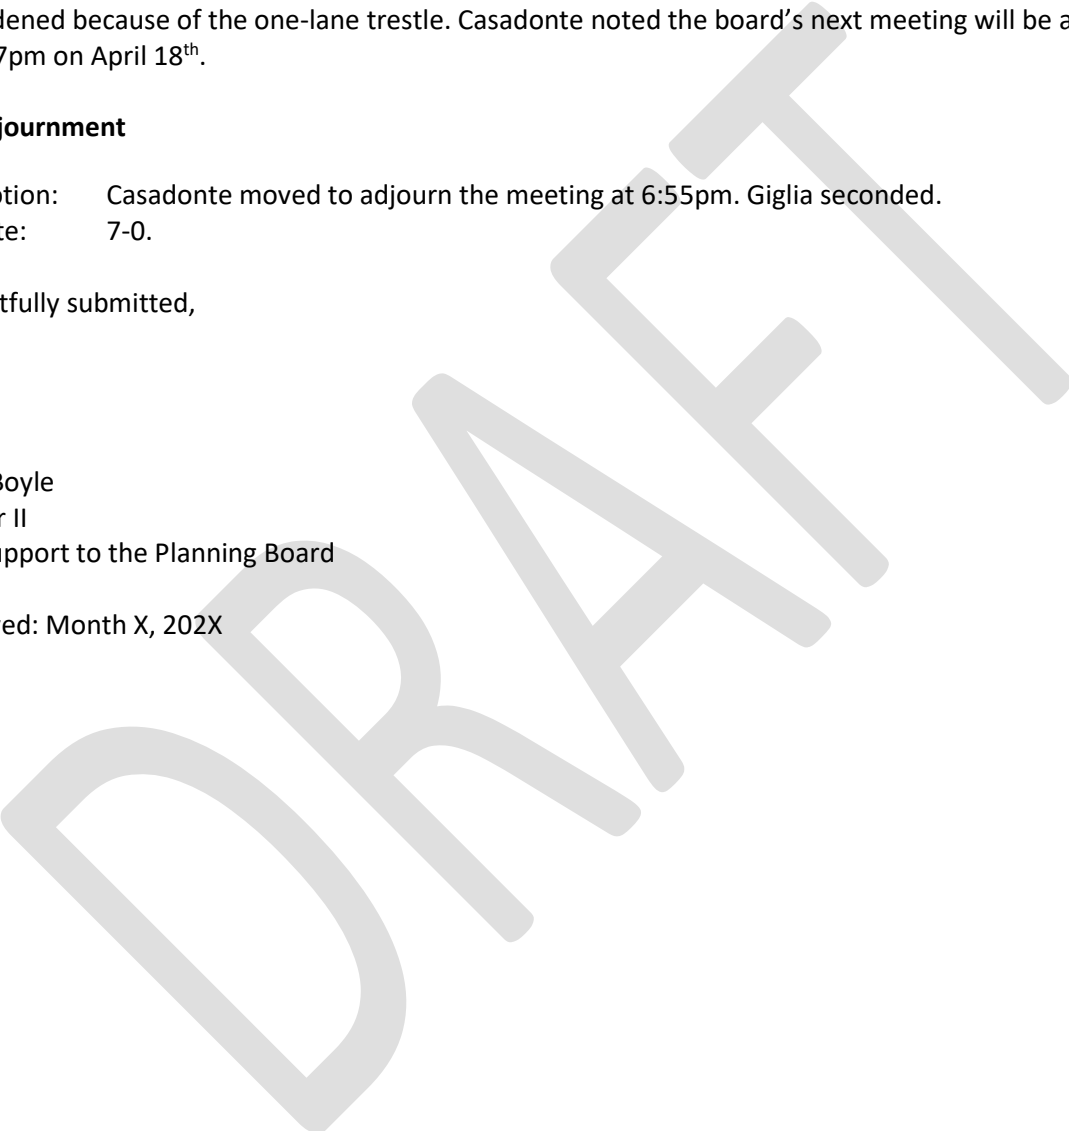 dened because of the one-lane trestle. Casadonte noted the board’s next meeting will be a
7pm on April 18th.
journment
otion: Casadonte moved to adjourn the meeting at 6:55pm. Giglia seconded.
te: 7-0.
tfully submitted,
Boyle
r II
upport to the Planning Board
ved: Month X, 202X
DRAFT